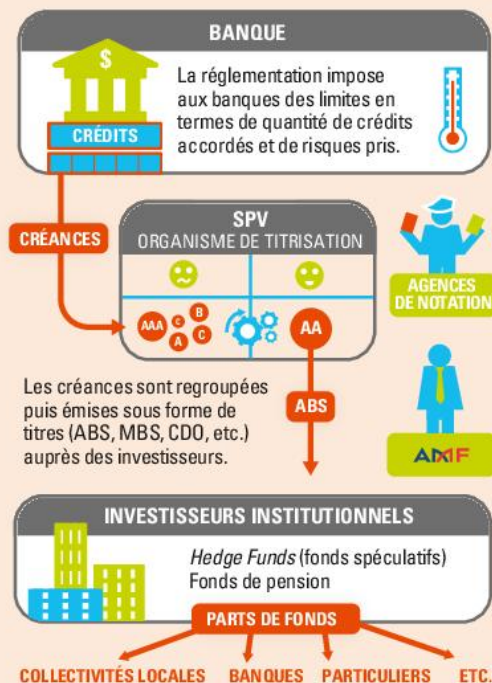 BANQUE
$
La réglementation impose
aux banques des limites en
termes de quantité de crédits
accordés et de risques pris.
CRÉDITS
CRÉANCES
SPV
ORGANISME DE TITRISATION
AAA
c
B
A
C
AA
AGENCES
DE NOTATION
Les créances sont regroupées
puis émises sous forme de
titres (ABS, MBS, CDO, etc.)
auprès des investisseurs.
ABS
AMF
INVESTISSEURS INSTITUTIONNELS
Hedge Funds (fonds spéculatifs)
Fonds de pension
PARTS DE FONDS
COLLECTIVITÉS LOCALES BANQUES PARTICULIERS ETC.